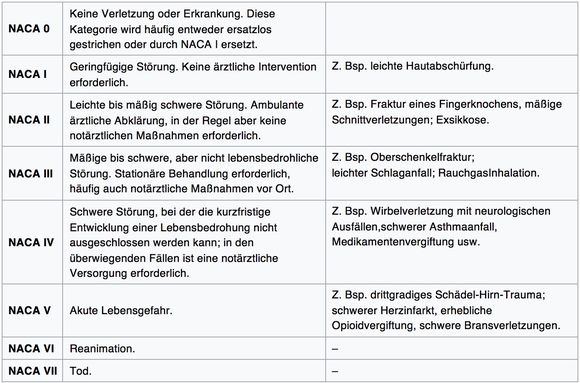 NACA 0
Keine Verletzung oder Erkrankung. Diese
Kategorie wird häufig entweder ersatzlos
gestrichen oder durch NACA I ersetzt.
NACA I
Geringfügige Störung. Keine ärztliche Intervention
erforderlich.
Z. Bsp. leichte Hautabschürfung.
NACA II
Leichte bis mäßig schwere Störung. Ambulante
ärztliche Abklärung, in der Regel aber keine
notärztlichen Maßnahmen erforderlich.
Z. Bsp. Fraktur eines Fingerknochens, mäßige
Schnittverletzungen; Exsikkose.
NACA III
Mäßige bis schwere, aber nicht lebensbedrohliche
Störung. Stationäre Behandlung erforderlich,
häufig auch notärztliche Maßnahmen vor Ort.
Z. Bsp. Oberschenkelfraktur;
leichter Schlaganfall; RauchgasInhalation.
NACA IV
Schwere Störung, bei der die kurzfristige
Entwicklung einer Lebensbedrohung nicht
ausgeschlossen werden kann; in den
überwiegenden Fällen ist eine notärztliche
Versorgung erforderlich.
Z. Bsp. Wirbelverletzung mit neurologischen
Ausfällen,schwerer Asthmaanfall,
Medikamentenvergiftung usw.
NACA V
Akute Lebensgefahr.
Z. Bsp. drittgradiges Schädel-Hirn-Trauma;
schwerer Herzinfarkt, erhebliche
Opioidvergiftung, schwere Bransverletzungen.
NACA VI
Reanimation.
–
NACA VII
Tod.
–